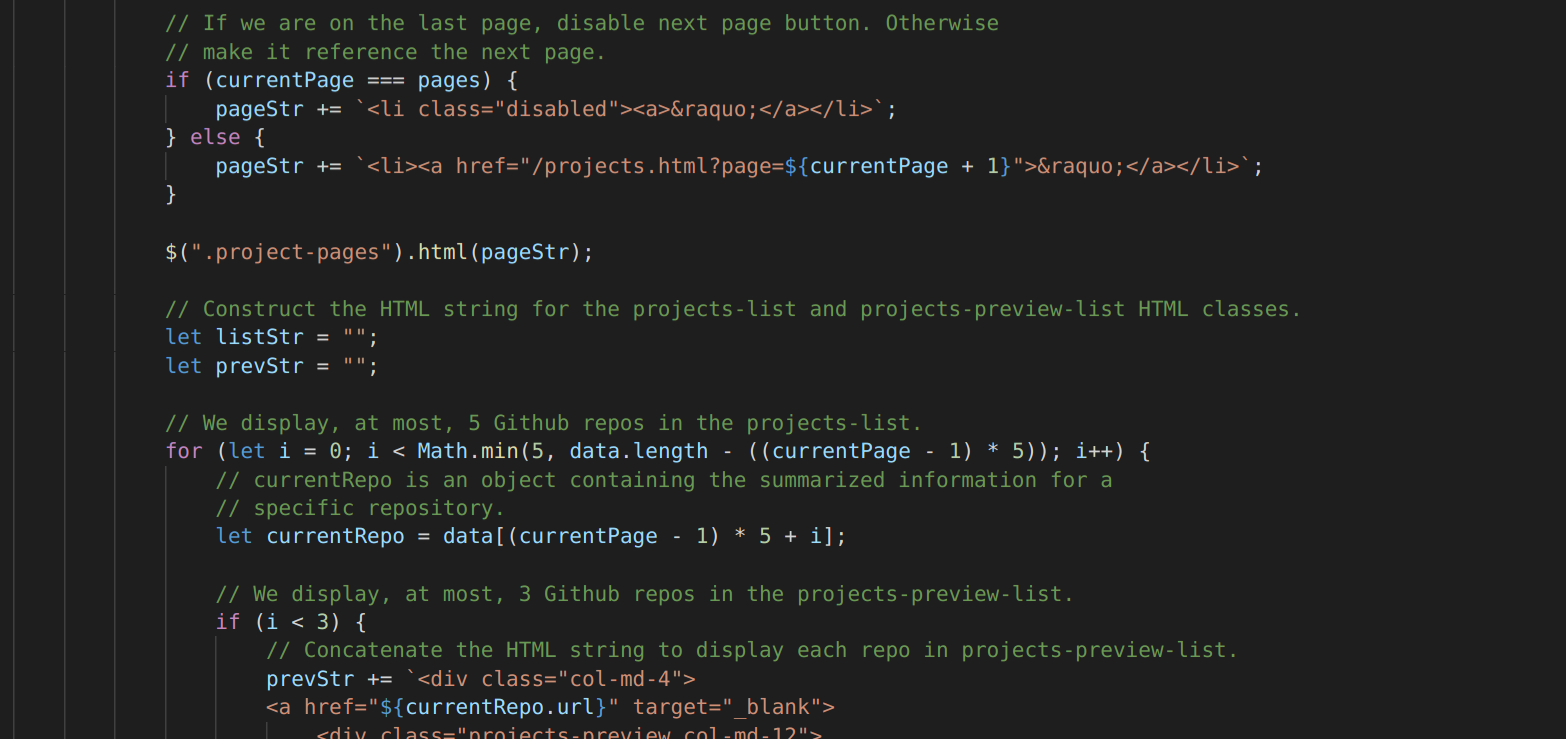 // If we are on the last page, disable next page button. Otherwise
// make it reference the next page.
if (currentPage === pages) {
    pageStr += `<li class="disabled"><a>&raquo;</a></li>`;
} else {
    pageStr += `<li><a href="/projects.html?page=${currentPage + 1}">&raquo;</a></li>`;
}

$(".project-pages").html(pageStr);

// Construct the HTML string for the projects-list and projects-preview-list HTML classes.
let listStr = "";
let prevStr = "";

// We display, at most, 5 Github repos in the projects-list.
for (let i = 0; i < Math.min(5, data.length - ((currentPage - 1) * 5)); i++) {
    // currentRepo is an object containing the summarized information for a
    // specific repository.
    let currentRepo = data[(currentPage - 1) * 5 + i];

    // We display, at most, 3 Github repos in the projects-preview-list.
    if (i < 3) {
        // Concatenate the HTML string to display each repo in projects-preview-list.
        prevStr += `<div class="col-md-4">
        <a href="${currentRepo.url}" target="_blank">
            <div class="projects-preview col-md-12">